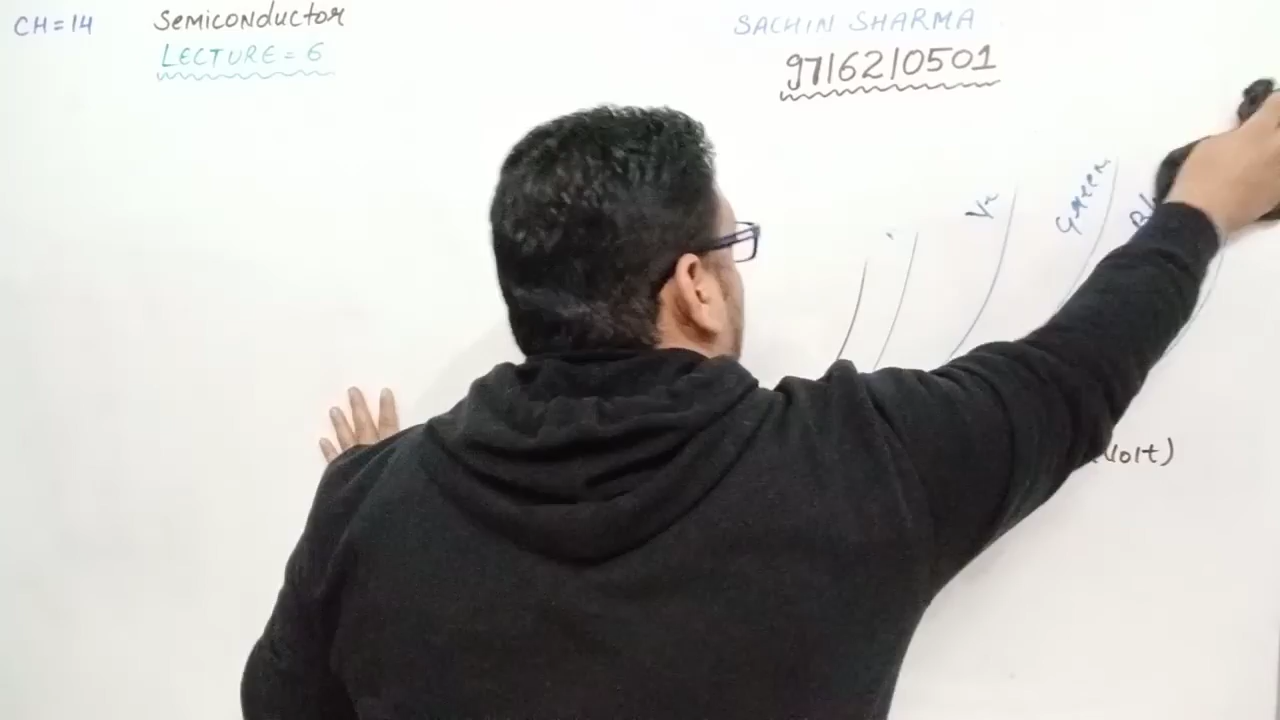 CH=14 Semiconductor
LECTURE = 6
SACHIN SHARMA
9716210501
Green
Volt)